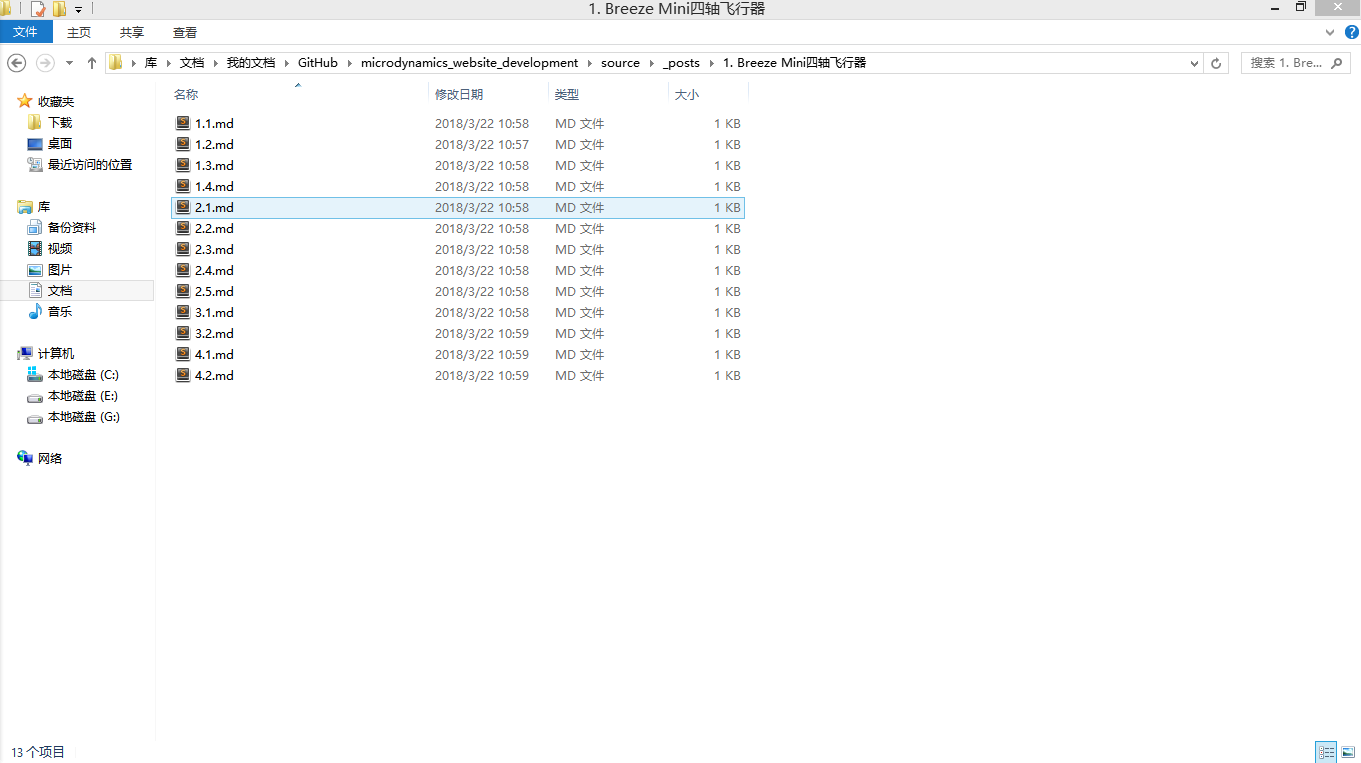 1. Breeze Mini四轴飞行器
文件 主页 共享 查看
库 文档 我的文档 GitHub microdynamics_website_development source _posts 1. Breeze Mini四轴飞行器 搜索 1. Bre...
名称 修改日期 类型 大小
收藏夹
下载
桌面
最近访问的位置
库
备份资料
视频
图片
文档
音乐
计算机
本地磁盘 (C:)
本地磁盘 (E:)
本地磁盘 (G:)
网络
1.1.md 2018/3/22 10:58 MD 文件 1 KB
1.2.md 2018/3/22 10:57 MD 文件 1 KB
1.3.md 2018/3/22 10:58 MD 文件 1 KB
1.4.md 2018/3/22 10:58 MD 文件 1 KB
2.1.md 2018/3/22 10:58 MD 文件 1 KB
2.2.md 2018/3/22 10:58 MD 文件 1 KB
2.3.md 2018/3/22 10:58 MD 文件 1 KB
2.4.md 2018/3/22 10:58 MD 文件 1 KB
2.5.md 2018/3/22 10:58 MD 文件 1 KB
3.1.md 2018/3/22 10:58 MD 文件 1 KB
3.2.md 2018/3/22 10:59 MD 文件 1 KB
4.1.md 2018/3/22 10:59 MD 文件 1 KB
4.2.md 2018/3/22 10:59 MD 文件 1 KB
13 个项目